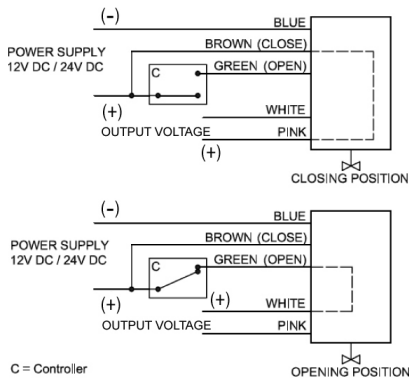 (-)
BLUE
BROWN (CLOSE)
POWER SUPPLY
12V DC / 24V DC
C
GREEN (OPEN)
(+)
WHITE
OUTPUT VOLTAGE
PINK
(+)
CLOSING POSITION
(-)
BLUE
BROWN (CLOSE)
POWER SUPPLY
12V DC / 24V DC
C
GREEN (OPEN)
(+)
(+)
WHITE
OUTPUT VOLTAGE
PINK
C = Controller
OPENING POSITION